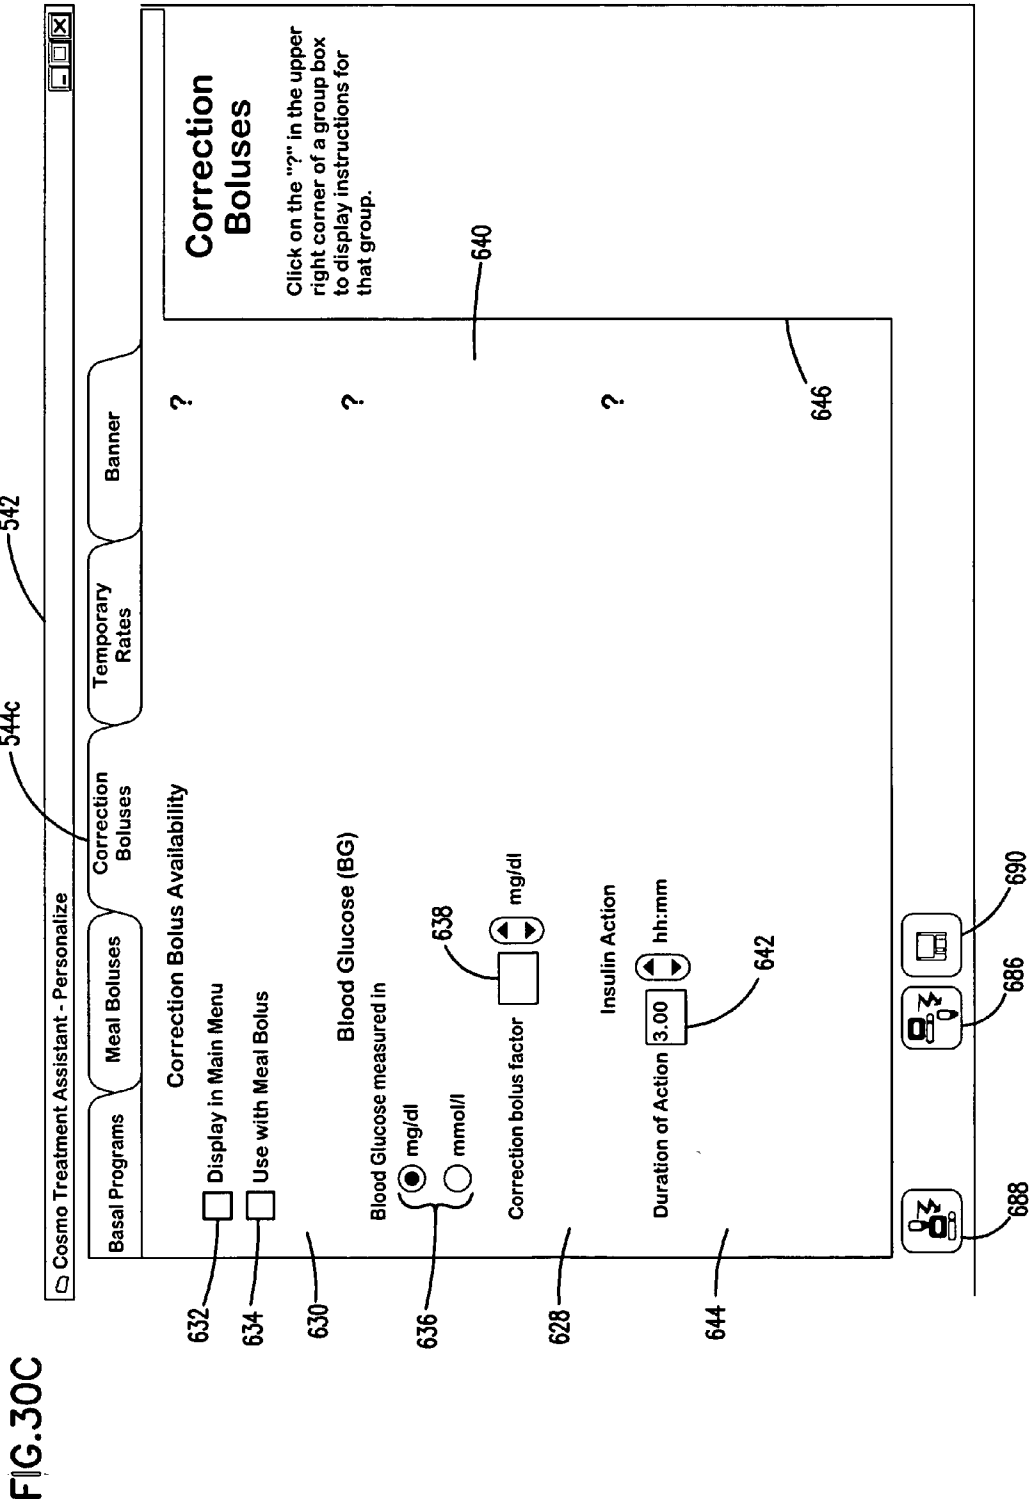 FIG.30C
542
544c
Cosmo Treatment Assistant - Personalize
Basal Programs
Meal Boluses
Correction
Boluses
Temporary
Rates
Banner
Correction Bolus Availability
?
632
Display in Main Menu
634
Use with Meal Bolus
630
Blood Glucose (BG)
?
Blood Glucose measured in
636
mg/dl
mmol/l
638
Correction bolus factor
mg/dl
628
640
Insulin Action
?
Duration of Action
3.00
hh:mm
642
644
646
Correction
Boluses
Click on the "?" in the upper
right corner of a group box
to display instructions for
that group.
688
686
690